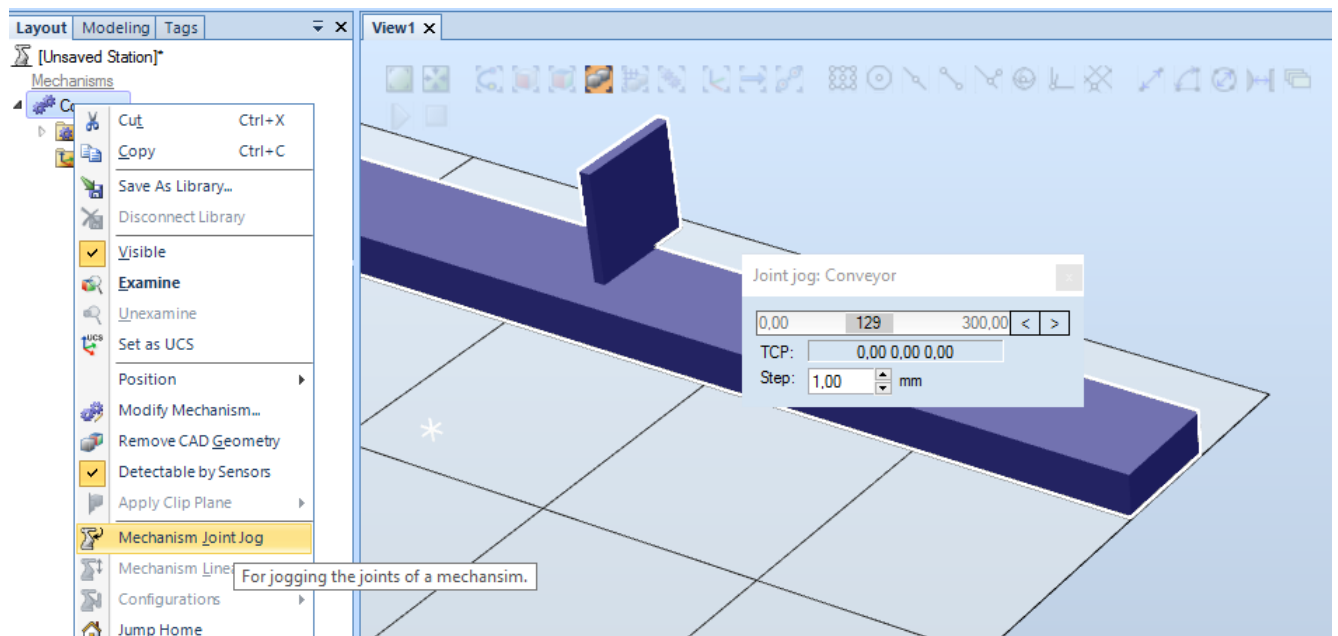 Layout Modeling Tags
View1
[Unsaved Station]*
Mechanisms
Cut Ctrl+X
Copy Ctrl+C
Save As Library...
Disconnect Library
Visible
Examine
Unexamine
UCS Set as UCS
Position
Modify Mechanism...
Remove CAD Geometry
Detectable by Sensors
Apply Clip Plane
Mechanism Joint Jog
Mechanism
For jogging the joints of a mechansim.
Configurations
Jump Home
Joint jog: Conveyor
0,00 129 300,00 < >
TCP: 0,00 0,00 0,00
Step: 1,00 mm